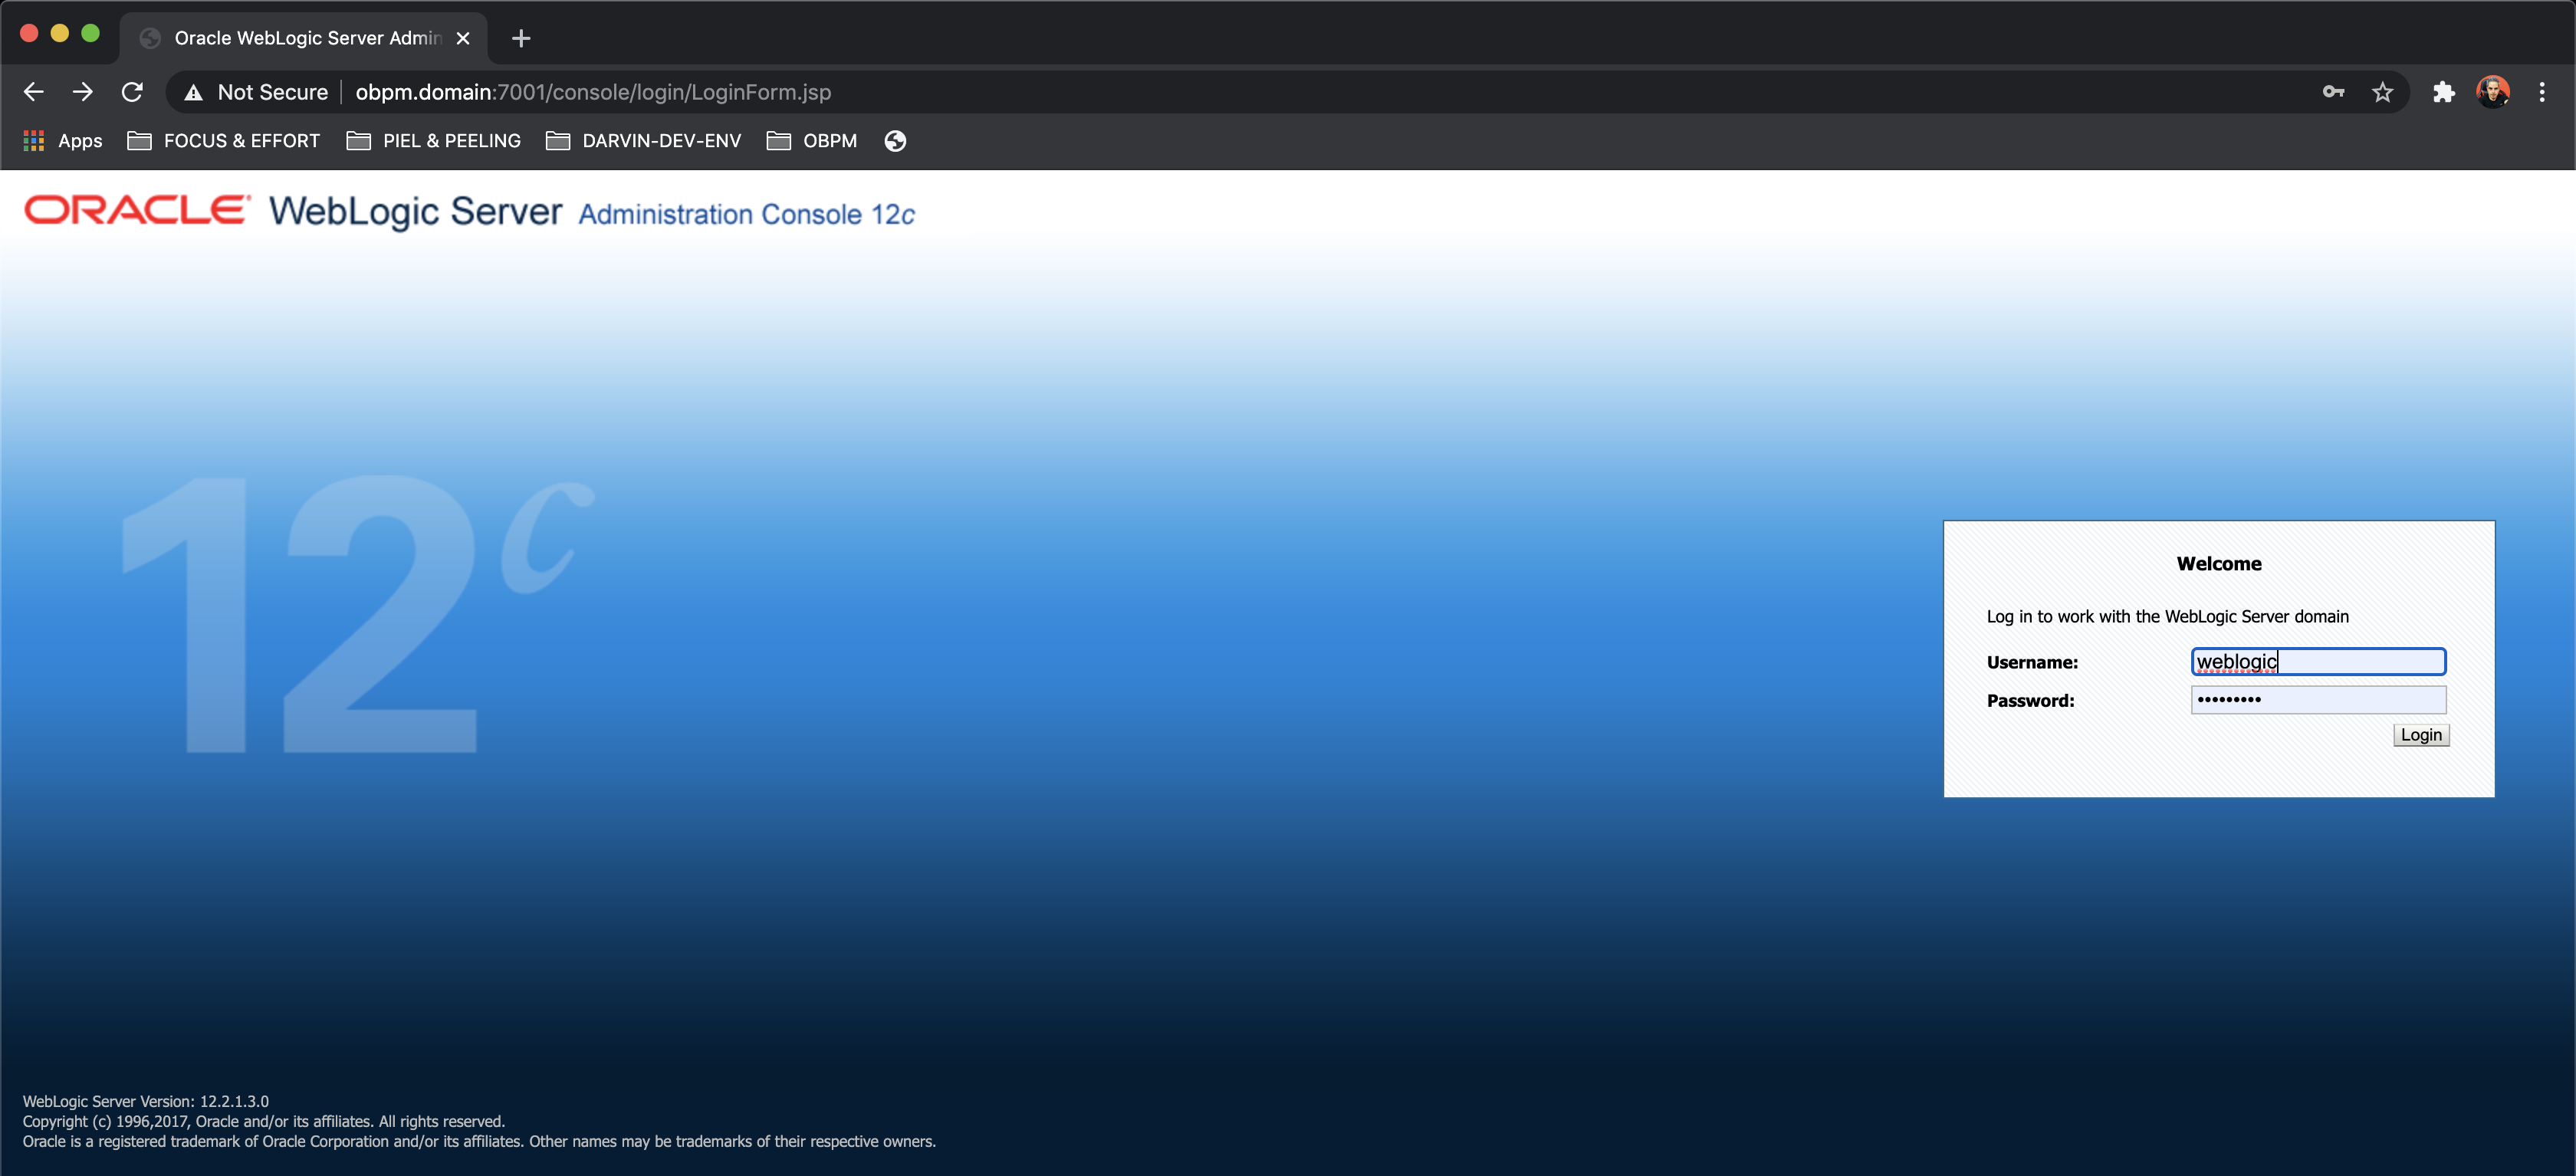 Oracle WebLogic Server Admin
Not Secure obpm.domain:7001/console/login/LoginForm.jsp
Apps FOCUS & EFFORT PIEL & PEELING DARVIN-DEV-ENV OBPM
ORACLE WebLogic Server Administration Console 12c
12c
Welcome
Log in to work with the WebLogic Server domain
Username: weblogic
Password: •••••••••
Login
WebLogic Server Version: 12.2.1.3.0
Copyright (c) 1996,2017, Oracle and/or its affiliates. All rights reserved.
Oracle is a registered trademark of Oracle Corporation and/or its affiliates. Other names may be trademarks of their respective owners.